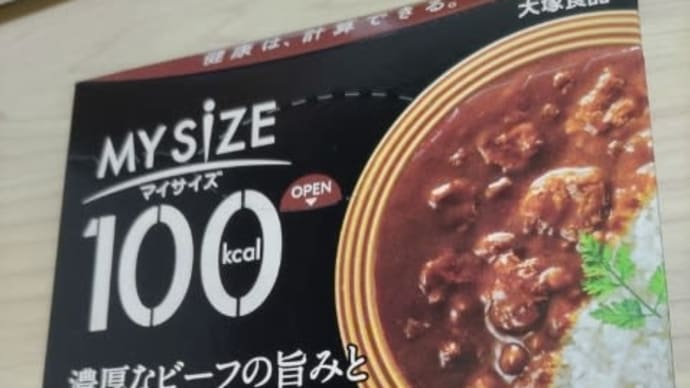 健康は、計算できる。
大塚食品
MY SiZE
マイサイズ
OPEN
100 kcal
濃厚なビーフの旨みと